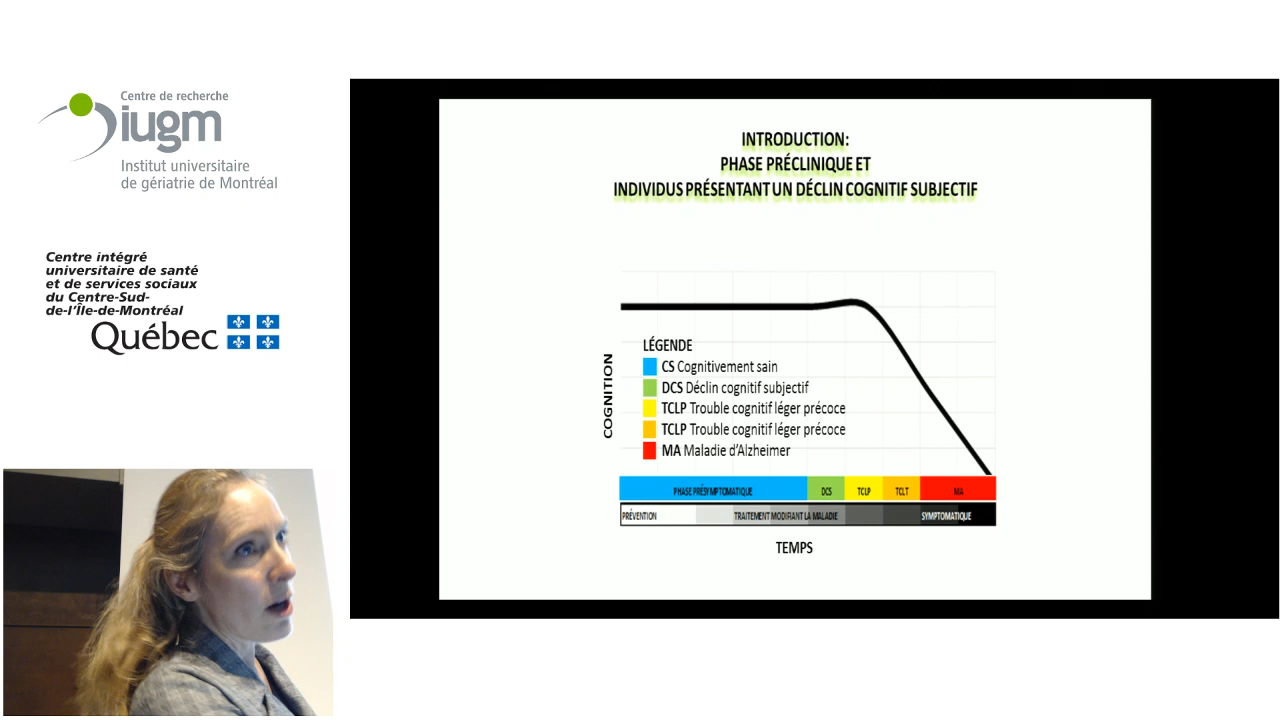 Centre de recherche
iugm
Institut universitaire
de gériatrie de Montréal
Centre intégré
universitaire de santé
et de services sociaux
du Centre-Sud-
de-l'Île-de-Montréal
Québec
INTRODUCTION:
PHASE PRÉCLINIQUE ET
INDIVIDUS PRÉSENTANT UN DÉCLIN COGNITIF SUBJECTIF
COGNITION
LÉGENDE
CS Cognitivement sain
DCS Déclin cognitif subjectif
TCLP Trouble cognitif léger précoce
TCLP Trouble cognitif léger précoce
MA Maladie d'Alzheimer
PHASE PRÉSYMPTOMATIQUE DCS TCLP TCLT MA
PRÉVENTION TRAITEMENT MODIFIANT LA MALADIE SYMPTOMATIQUE
TEMPS